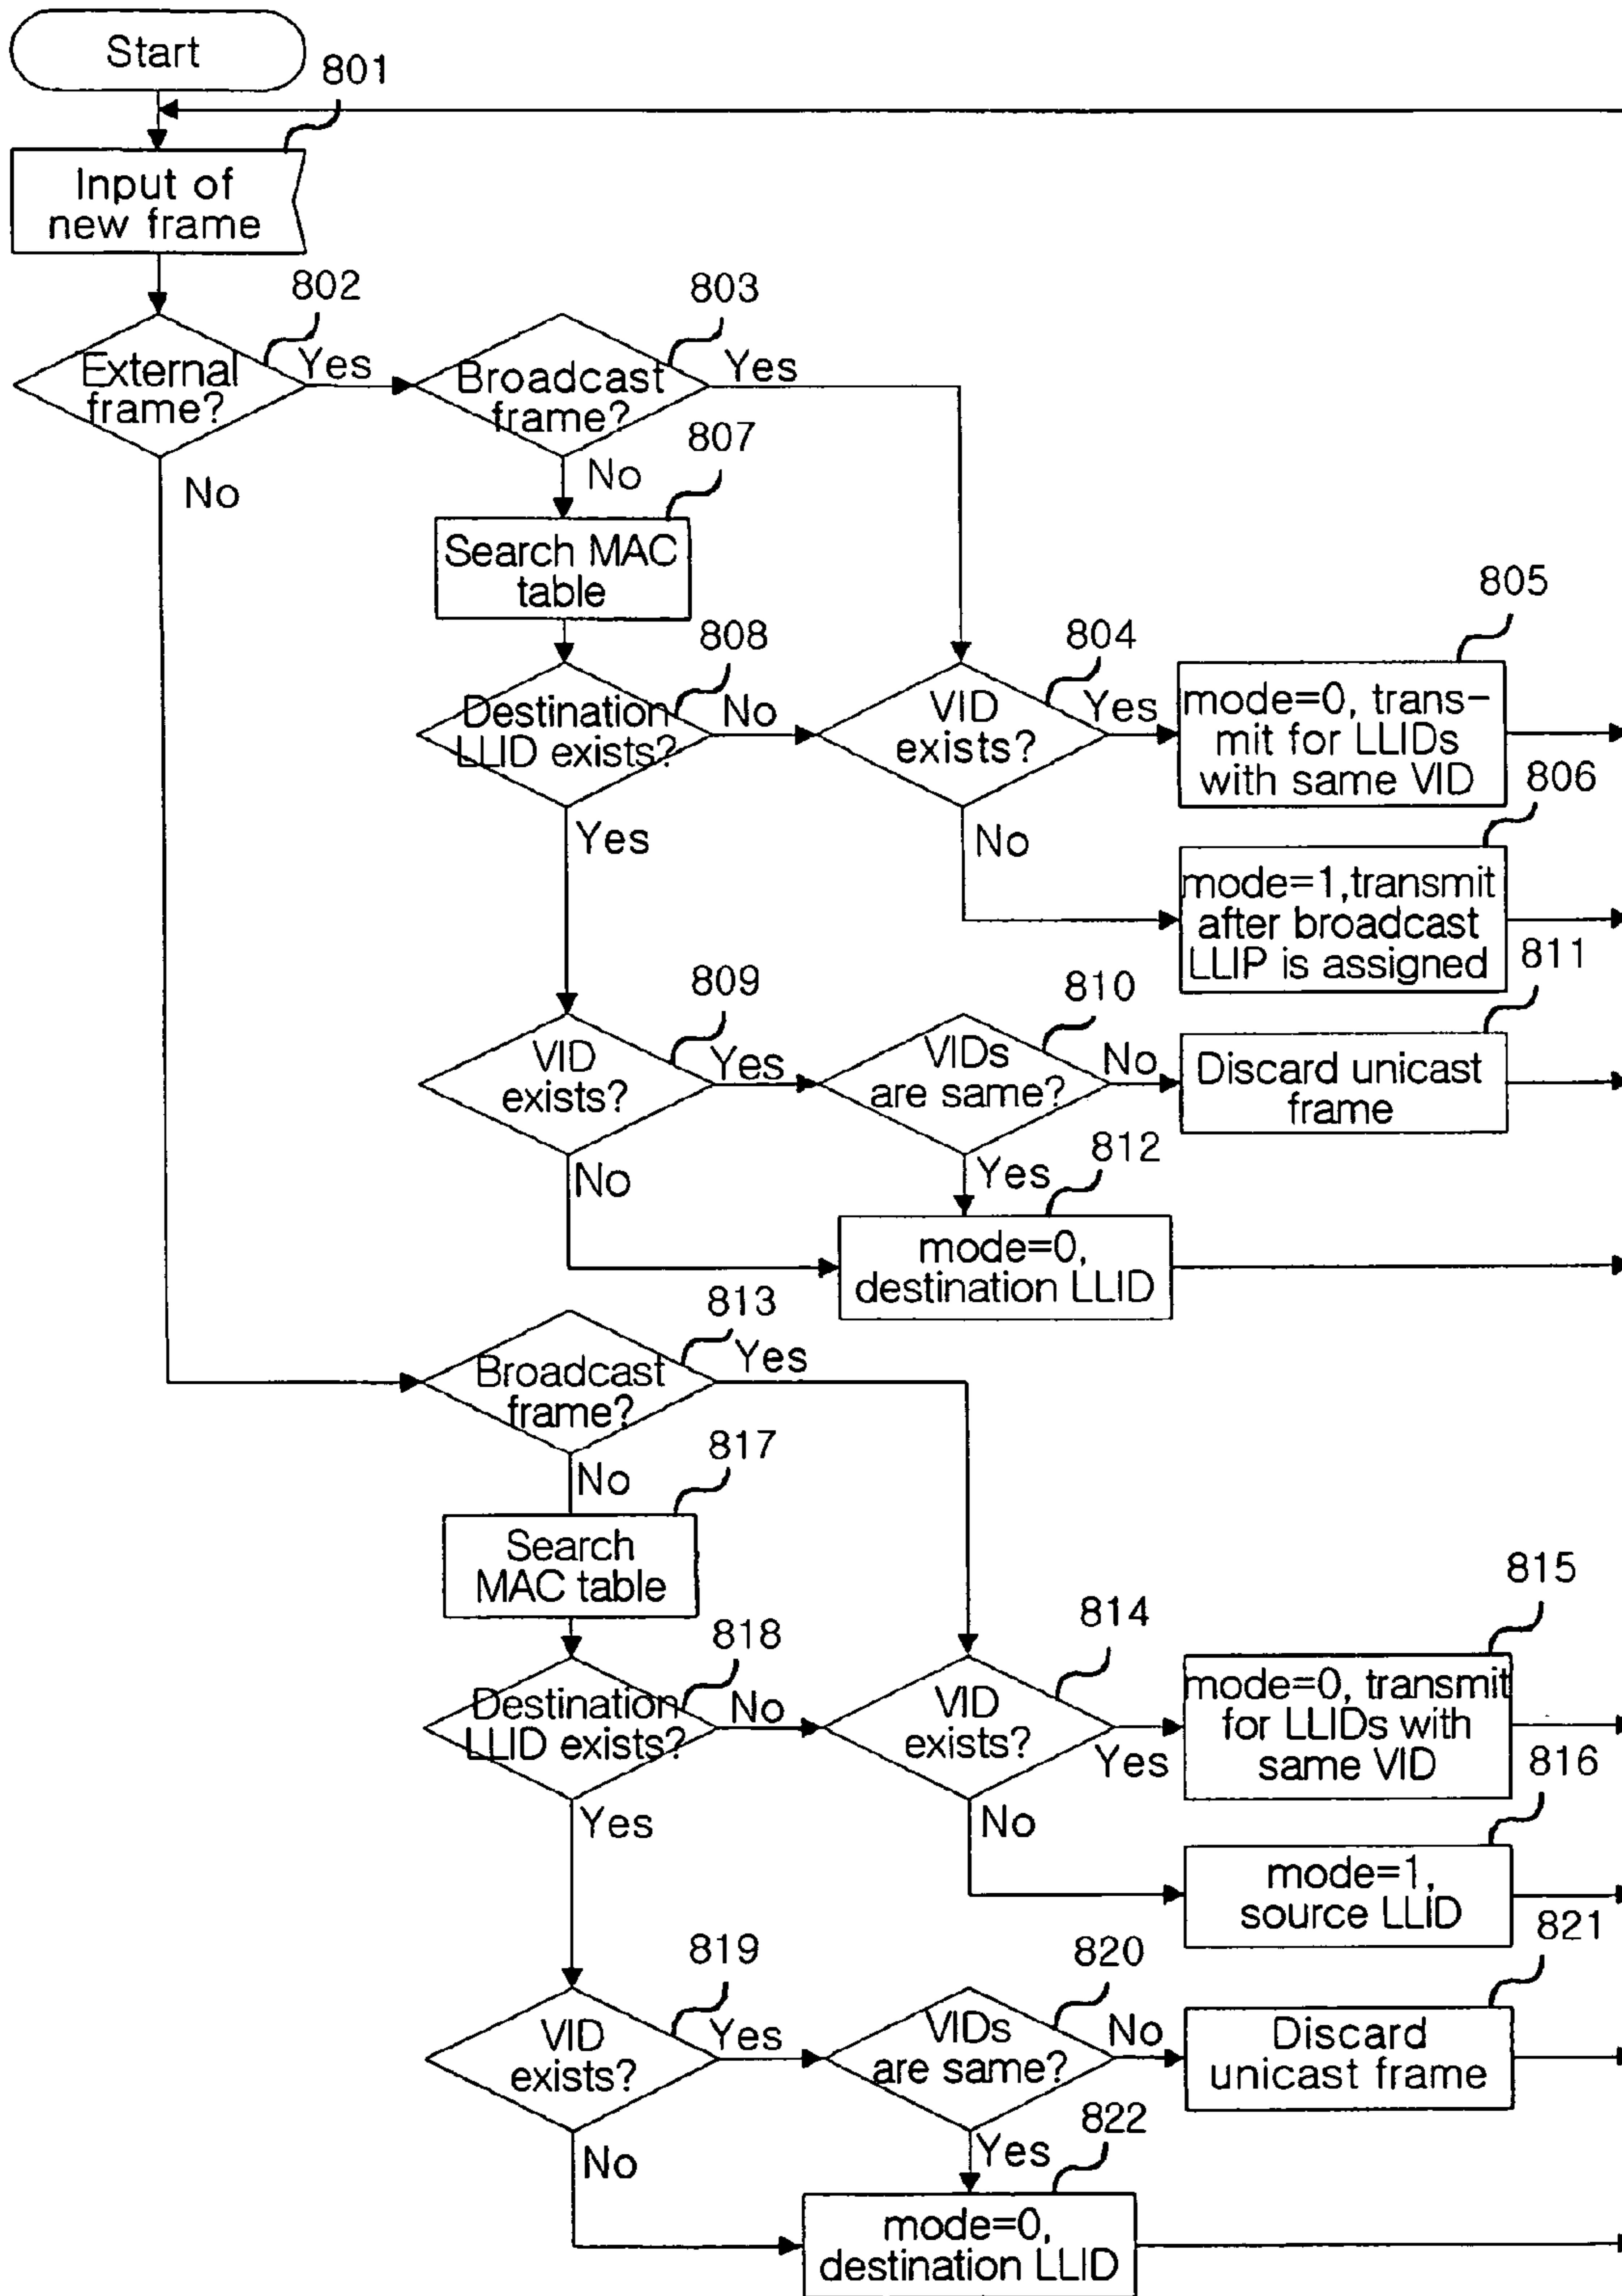 Start
801
Input of
new frame
802
External
frame?
Yes
No
803
Broadcast
frame?
Yes
No
807
Search MAC
table
808
Destination
LLID exists?
No
Yes
804
VID
exists?
Yes
No
805
mode=0, trans-
mit for LLIDs
with same VID
806
mode=1,transmit
after broadcast
LLIP is assigned
809
VID
exists?
Yes
No
810
VIDs
are same?
No
Yes
811
Discard unicast
frame
812
mode=0,
destination LLID
813
Broadcast
frame?
Yes
No
817
Search
MAC table
818
Destination
LLID exists?
No
Yes
814
VID
exists?
Yes
No
815
mode=0, transmit
for LLIDs with
same VID
816
mode=1,
source LLID
819
VID
exists?
Yes
No
820
VIDs
are same?
No
Yes
821
Discard
unicast frame
822
mode=0,
destination LLID